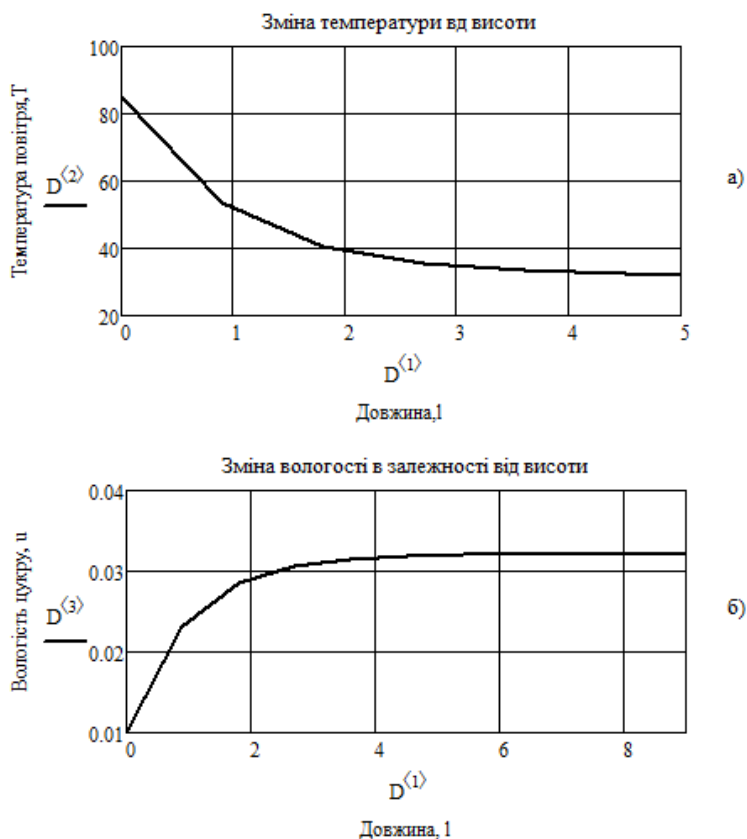 Зміна температури вд висоти
100
80
60
40
20
Температура повітря,Т
D⟨2⟩
0 1 2 3 4 5
D⟨1⟩
Довжина,l
а)
Зміна вологості в залежності від висоти
0.04
0.03
0.02
0.01
Вологість цукру, u
D⟨3⟩
0 2 4 6 8
D⟨1⟩
Довжина, l
б)